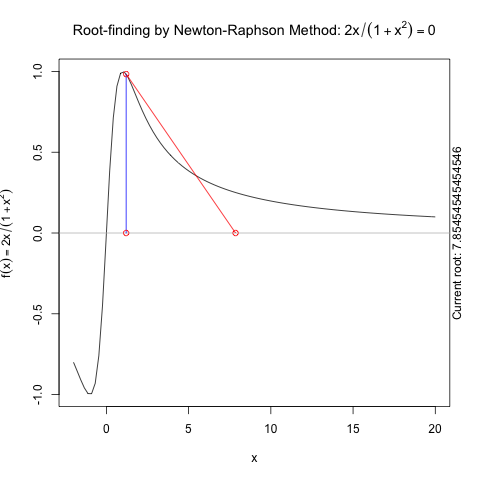 Root-finding by Newton-Raphson Method: 2x/(1+x²) = 0
1.0
0.5
0.0
-0.5
-1.0
f(x) = 2x/(1+x²)
Current root: 7.85454545454546
0 5 10 15 20
x